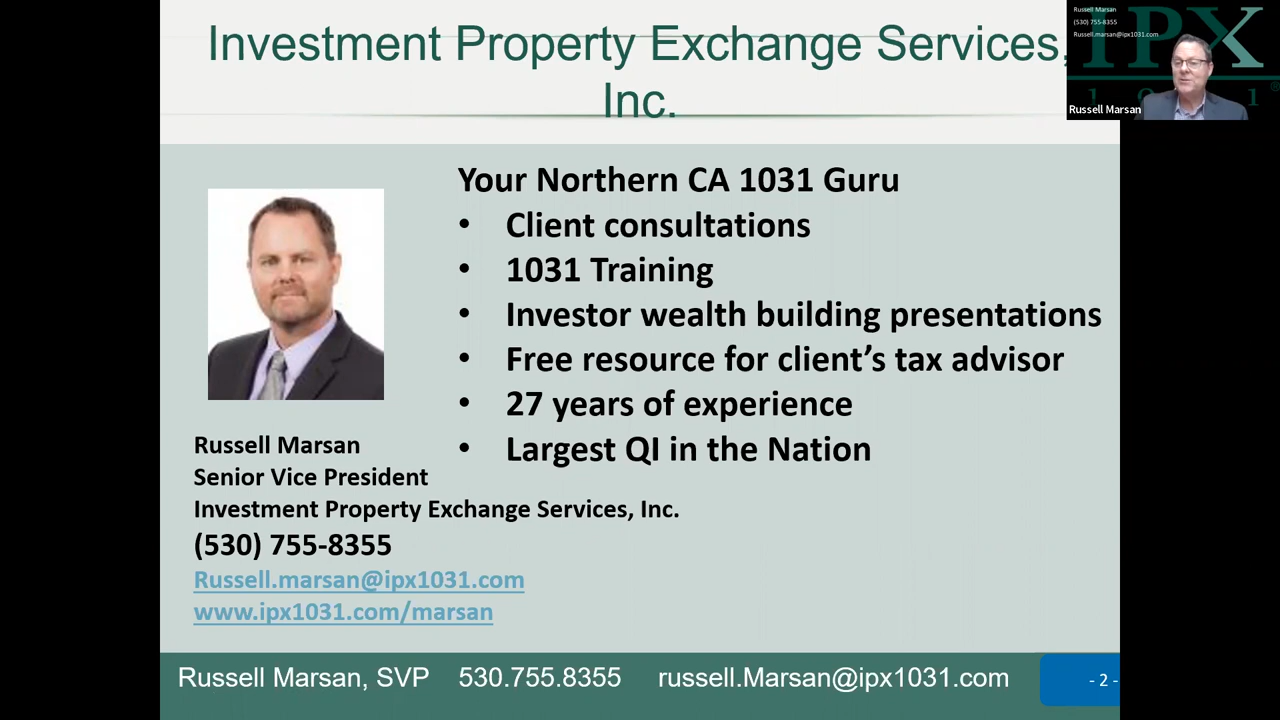 Investment Property Exchange Services,
Inc.
Russell Marsan
(530) 755-8355
Russell.marsan@ipx1031.com
IPX
1 0 1
®
Russell Marsan
Your Northern CA 1031 Guru
• Client consultations
• 1031 Training
• Investor wealth building presentations
• Free resource for client’s tax advisor
• 27 years of experience
• Largest QI in the Nation
Russell Marsan
Senior Vice President
Investment Property Exchange Services, Inc.
(530) 755-8355
Russell.marsan@ipx1031.com
www.ipx1031.com/marsan
Russell Marsan, SVP 530.755.8355 russell.Marsan@ipx1031.com
- 2 -